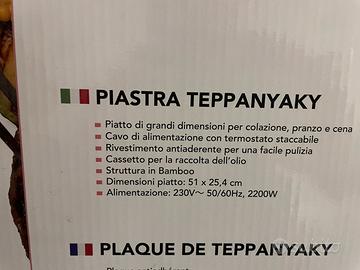 PIASTRA TEPPANYAKY
Piatto di grandi dimensioni per colazione, pranzo e cena
Cavo di alimentazione con termostato staccabile
Rivestimento antiaderente per una facile pulizia
Cassetto per la raccolta dell'olio
Struttura in Bamboo
Dimensioni piatto: 51 x 25,4 cm
Alimentazione: 230V~ 50/60Hz, 2200W
PLAQUE DE TEPPANYAKY